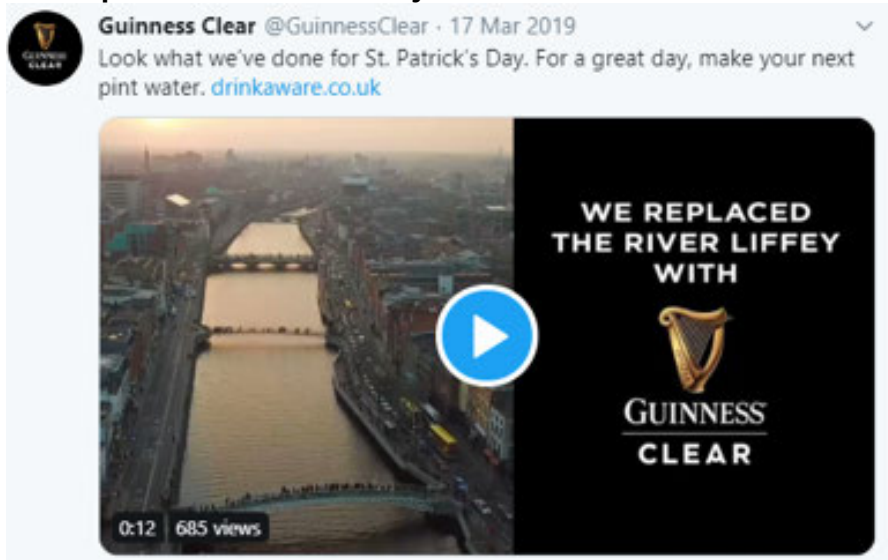 Guinness Clear @GuinnessClear · 17 Mar 2019
Look what we've done for St. Patrick's Day. For a great day, make your next
pint water. drinkaware.co.uk
WE REPLACED
THE RIVER LIFFEY
WITH
GUINNESS
CLEAR
0:12 685 views
GUINNESS
CLEAR